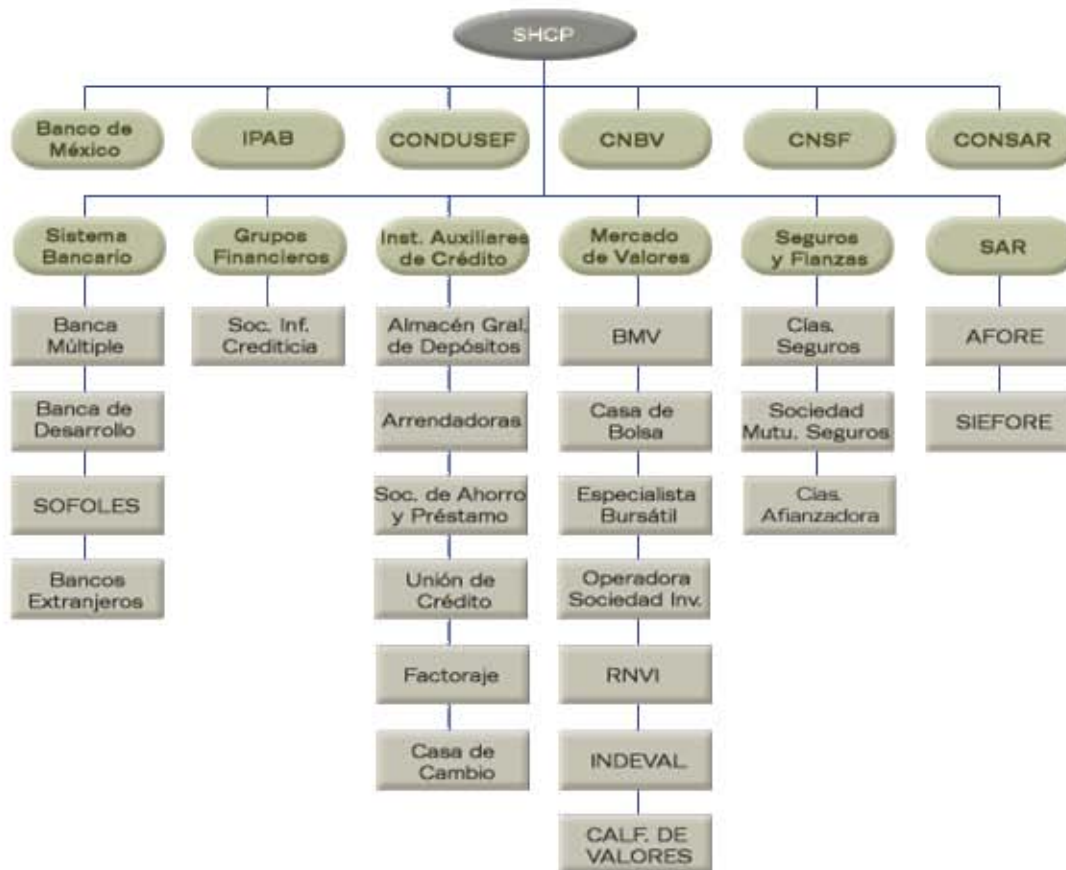 SHCP
Banco de
México
IPAB
CONDUSEF
CNBV
CNSF
CONSAR
Sistema
Bancario
Grupos
Financieros
Inst. Auxiliares
de Crédito
Mercado
de Valores
Seguros
y Fianzas
SAR
Banca
Múltiple
Banca de
Desarrollo
SOFOLES
Bancos
Extranjeros
Soc. Inf.
Crediticia
Almacén Gral.
de Depósitos
Arrendadoras
Soc. de Ahorro
y Préstamo
Unión de
Crédito
Factoraje
Casa de
Cambio
BMV
Casa de
Bolsa
Especialista
Bursátil
Operadora
Sociedad Inv.
RNVI
INDEVAL
CALF. DE
VALORES
Cías.
Seguros
Sociedad
Mutu. Seguros
Cías.
Afianzadora
AFORE
SIEFORE